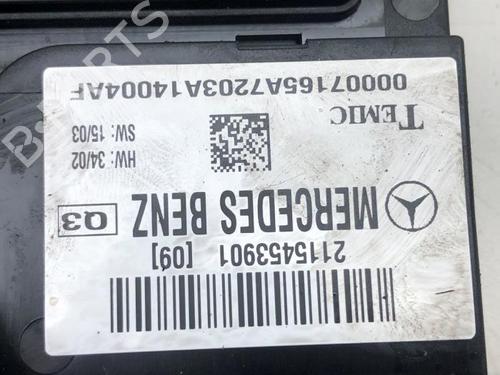 2115453901 [09]
MERCEDES BENZ Q3
HW: 34/02
SW: 15/03
TEMIC
00007165A7203A14004AF
B-PARTS